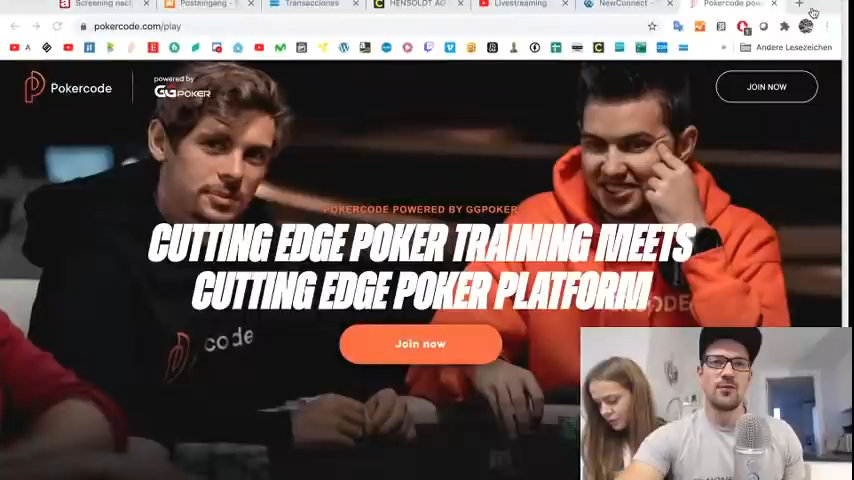 Screening nach
Posteingang -
Transacciones
HENSOLDT AG
Livestreaming
NewConnect -
Pokercode pow
pokercode.com/play
Andere Lesezeichen
Pokercode
powered by
GGPOKER
JOIN NOW
POKERCODE POWERED BY GGPOKER
CUTTING EDGE POKER TRAINING MEETS
CUTTING EDGE POKER PLATFORM
code
Join now